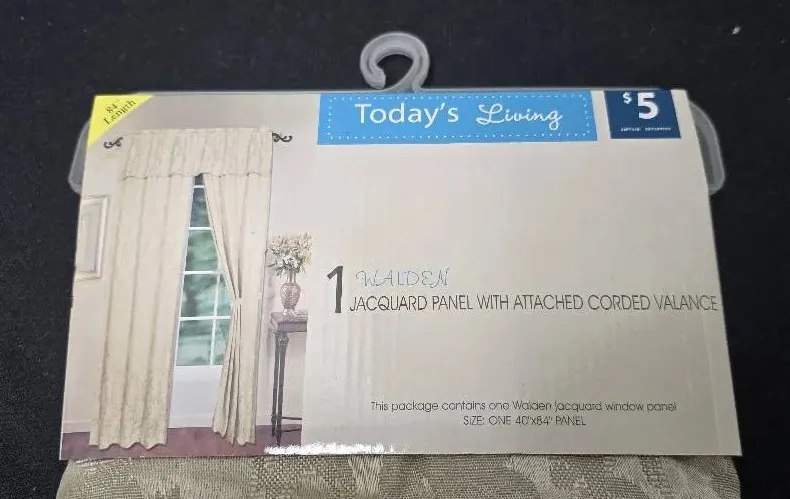 84"
Length
Today's Living
$5
1 WALDEN
JACQUARD PANEL WITH ATTACHED CORDED VALANCE
This package contains one Walden jacquard window panel
SIZE: ONE 40"x84" PANEL